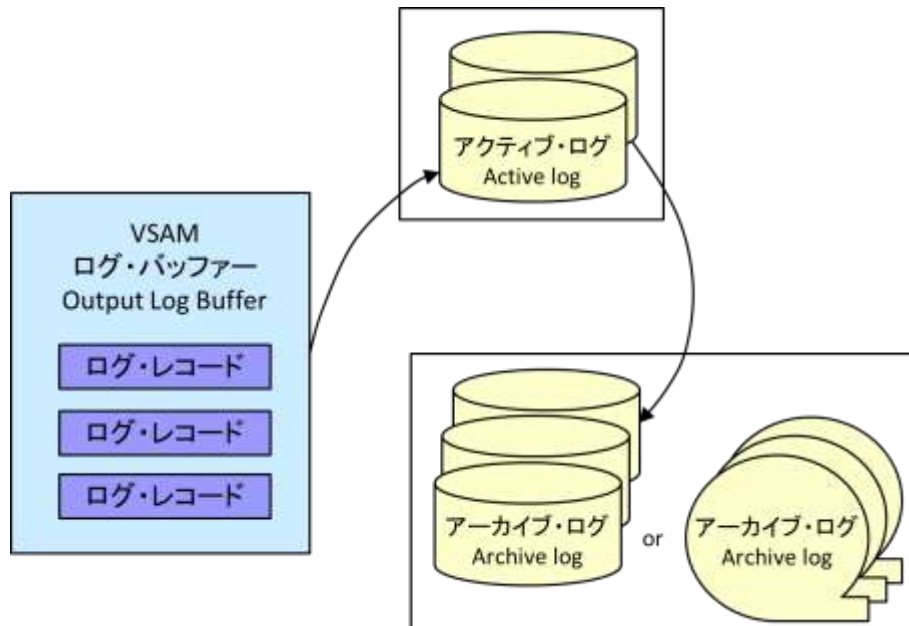 アクティブ・ログ
Active log
VSAM
ログ・バッファー
Output Log Buffer
ログ・レコード
ログ・レコード
ログ・レコード
アーカイブ・ログ
Archive log
or
アーカイブ・ログ
Archive log